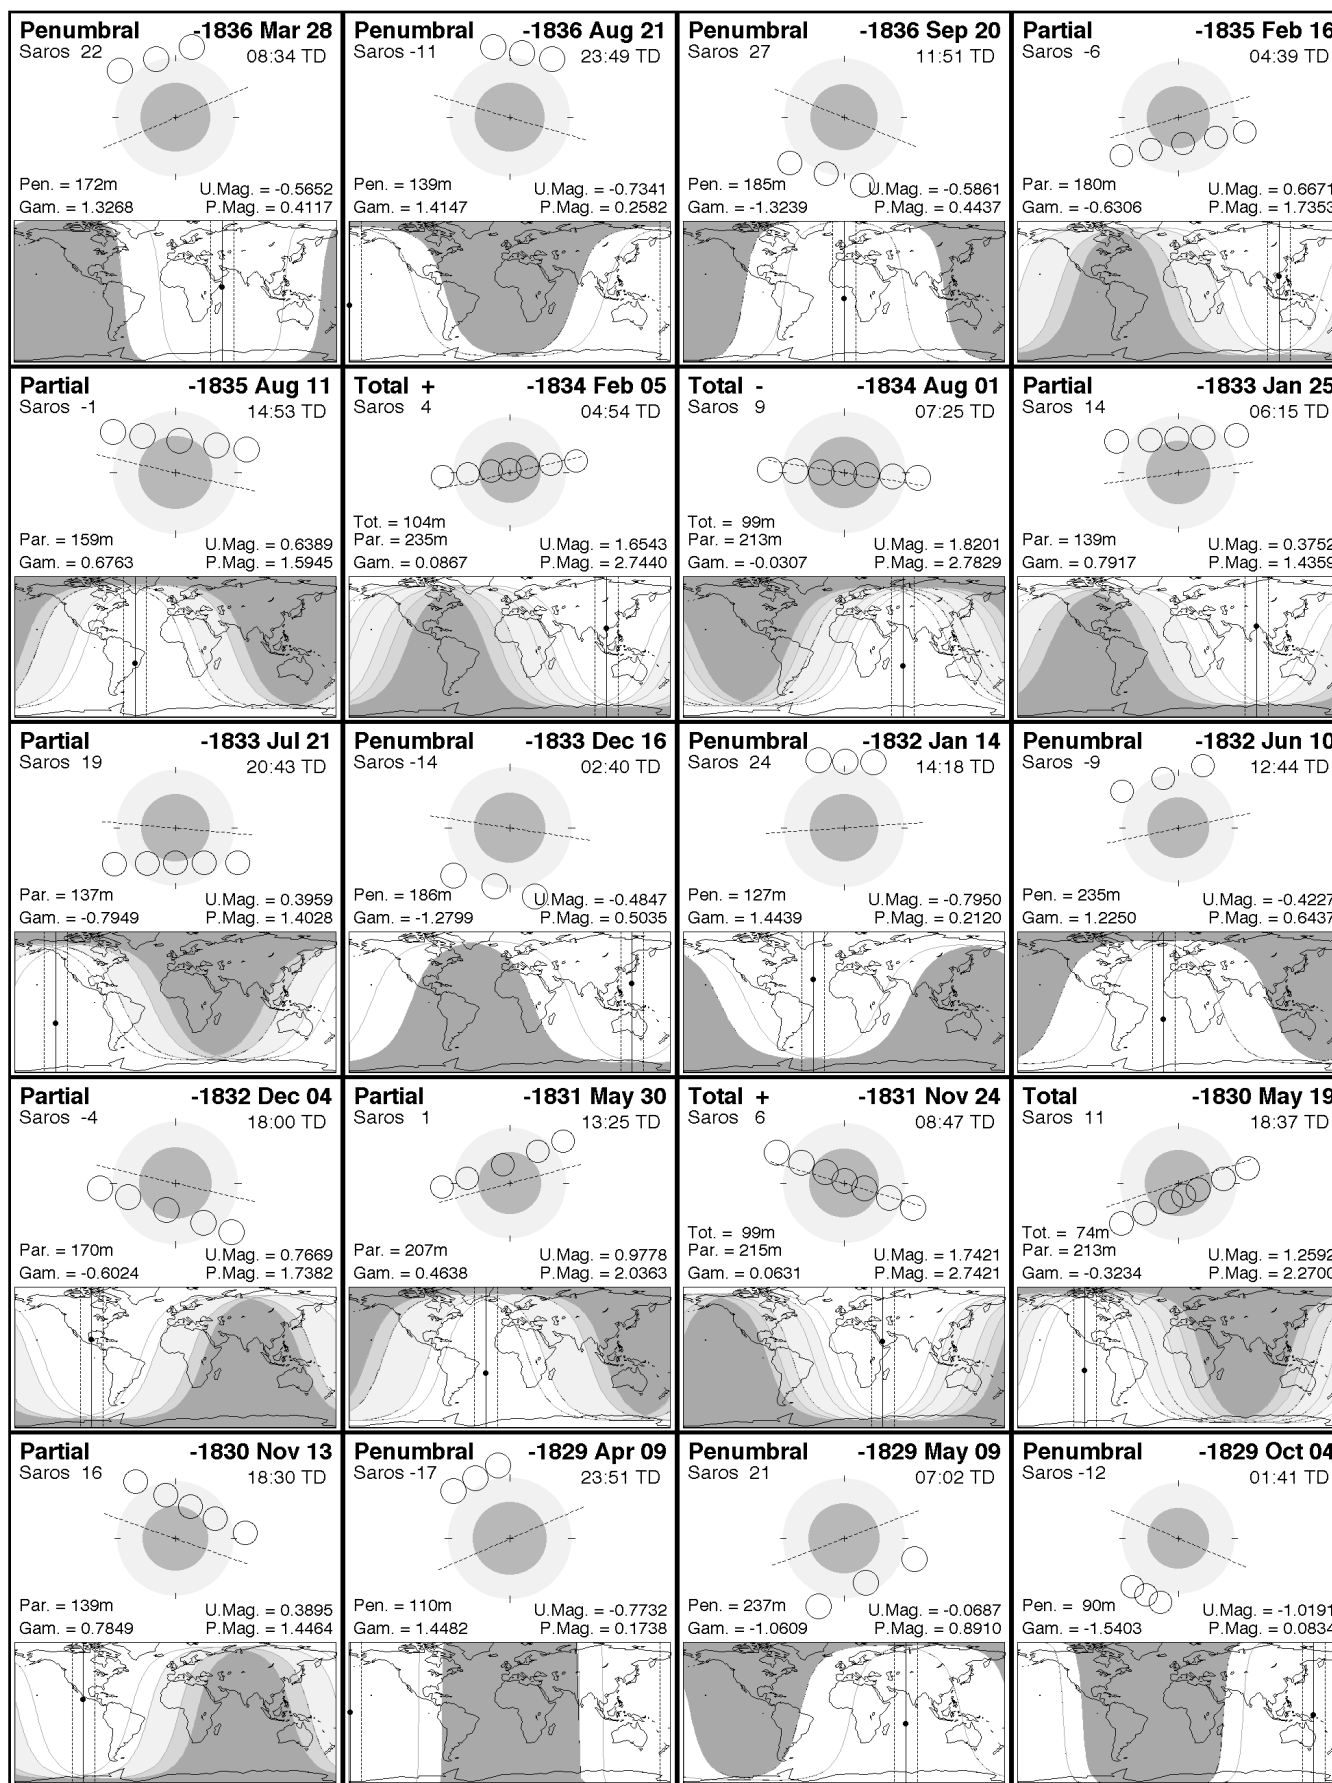 Penumbral -1836 Mar 28
Saros 22 08:34 TD
Pen. = 172m U.Mag. = -0.5652
Gam. = 1.3268 P.Mag. = 0.4117
Penumbral -1836 Aug 21
Saros -11 23:49 TD
Pen. = 139m U.Mag. = -0.7341
Gam. = 1.4147 P.Mag. = 0.2582
Penumbral -1836 Sep 20
Saros 27 11:51 TD
Pen. = 185m U.Mag. = -0.5861
Gam. = -1.3239 P.Mag. = 0.4437
Partial -1835 Feb 16
Saros -6 04:39 TD
Par. = 180m U.Mag. = 0.6671
Gam. = -0.6306 P.Mag. = 1.7353
Partial -1835 Aug 11
Saros -1 14:53 TD
Par. = 159m U.Mag. = 0.6389
Gam. = 0.6763 P.Mag. = 1.5945
Total + -1834 Feb 05
Saros 4 04:54 TD
Tot. = 104m
Par. = 235m U.Mag. = 1.6543
Gam. = 0.0867 P.Mag. = 2.7440
Total - -1834 Aug 01
Saros 9 07:25 TD
Tot. = 99m
Par. = 213m U.Mag. = 1.8201
Gam. = -0.0307 P.Mag. = 2.7829
Partial -1833 Jan 25
Saros 14 06:15 TD
Par. = 139m U.Mag. = 0.3752
Gam. = 0.7917 P.Mag. = 1.4359
Partial -1833 Jul 21
Saros 19 20:43 TD
Par. = 137m U.Mag. = 0.3959
Gam. = -0.7949 P.Mag. = 1.4028
Penumbral -1833 Dec 16
Saros -14 02:40 TD
Pen. = 186m U.Mag. = -0.4847
Gam. = -1.2799 P.Mag. = 0.5035
Penumbral -1832 Jan 14
Saros 24 14:18 TD
Pen. = 127m U.Mag. = -0.7950
Gam. = 1.4439 P.Mag. = 0.2120
Penumbral -1832 Jun 10
Saros -9 12:44 TD
Pen. = 235m U.Mag. = -0.4227
Gam. = 1.2250 P.Mag. = 0.6437
Partial -1832 Dec 04
Saros -4 18:00 TD
Par. = 170m U.Mag. = 0.7669
Gam. = -0.6024 P.Mag. = 1.7382
Partial -1831 May 30
Saros 1 13:25 TD
Par. = 207m U.Mag. = 0.9778
Gam. = 0.4638 P.Mag. = 2.0363
Total + -1831 Nov 24
Saros 6 08:47 TD
Tot. = 99m
Par. = 215m U.Mag. = 1.7421
Gam. = 0.0631 P.Mag. = 2.7421
Total -1830 May 19
Saros 11 18:37 TD
Tot. = 74m
Par. = 213m U.Mag. = 1.2592
Gam. = -0.3234 P.Mag. = 2.2700
Partial -1830 Nov 13
Saros 16 18:30 TD
Par. = 139m U.Mag. = 0.3895
Gam. = 0.7849 P.Mag. = 1.4464
Penumbral -1829 Apr 09
Saros -17 23:51 TD
Pen. = 110m U.Mag. = -0.7732
Gam. = 1.4482 P.Mag. = 0.1738
Penumbral -1829 May 09
Saros 21 07:02 TD
Pen. = 237m U.Mag. = -0.0687
Gam. = -1.0609 P.Mag. = 0.8910
Penumbral -1829 Oct 04
Saros -12 01:41 TD
Pen. = 90m U.Mag. = -1.0191
Gam. = -1.5403 P.Mag. = 0.0834